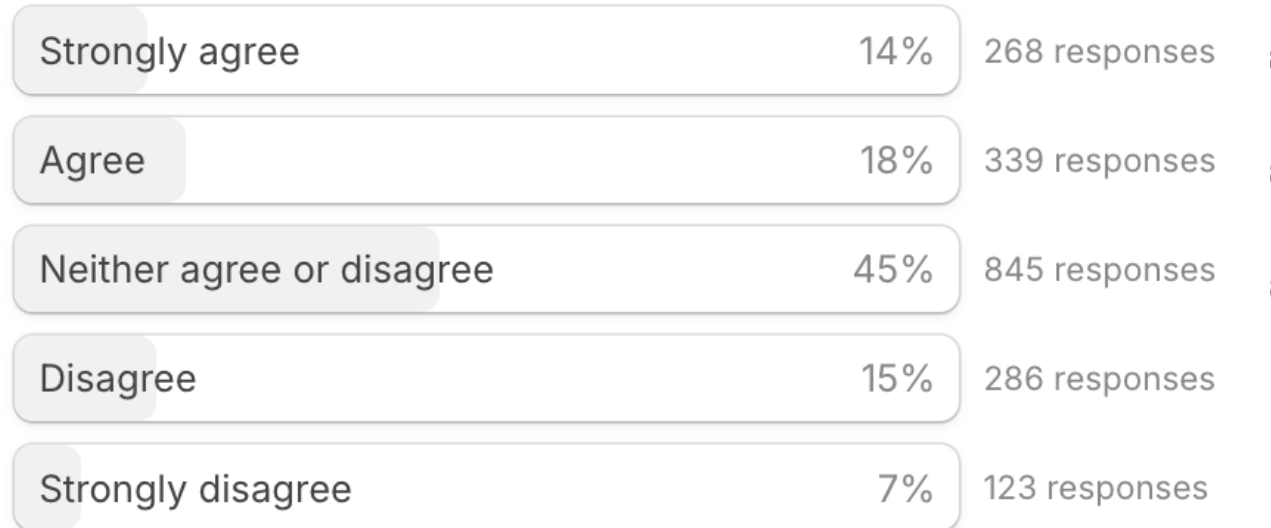 Strongly agree 14% 268 responses
Agree 18% 339 responses
Neither agree or disagree 45% 845 responses
Disagree 15% 286 responses
Strongly disagree 7% 123 responses